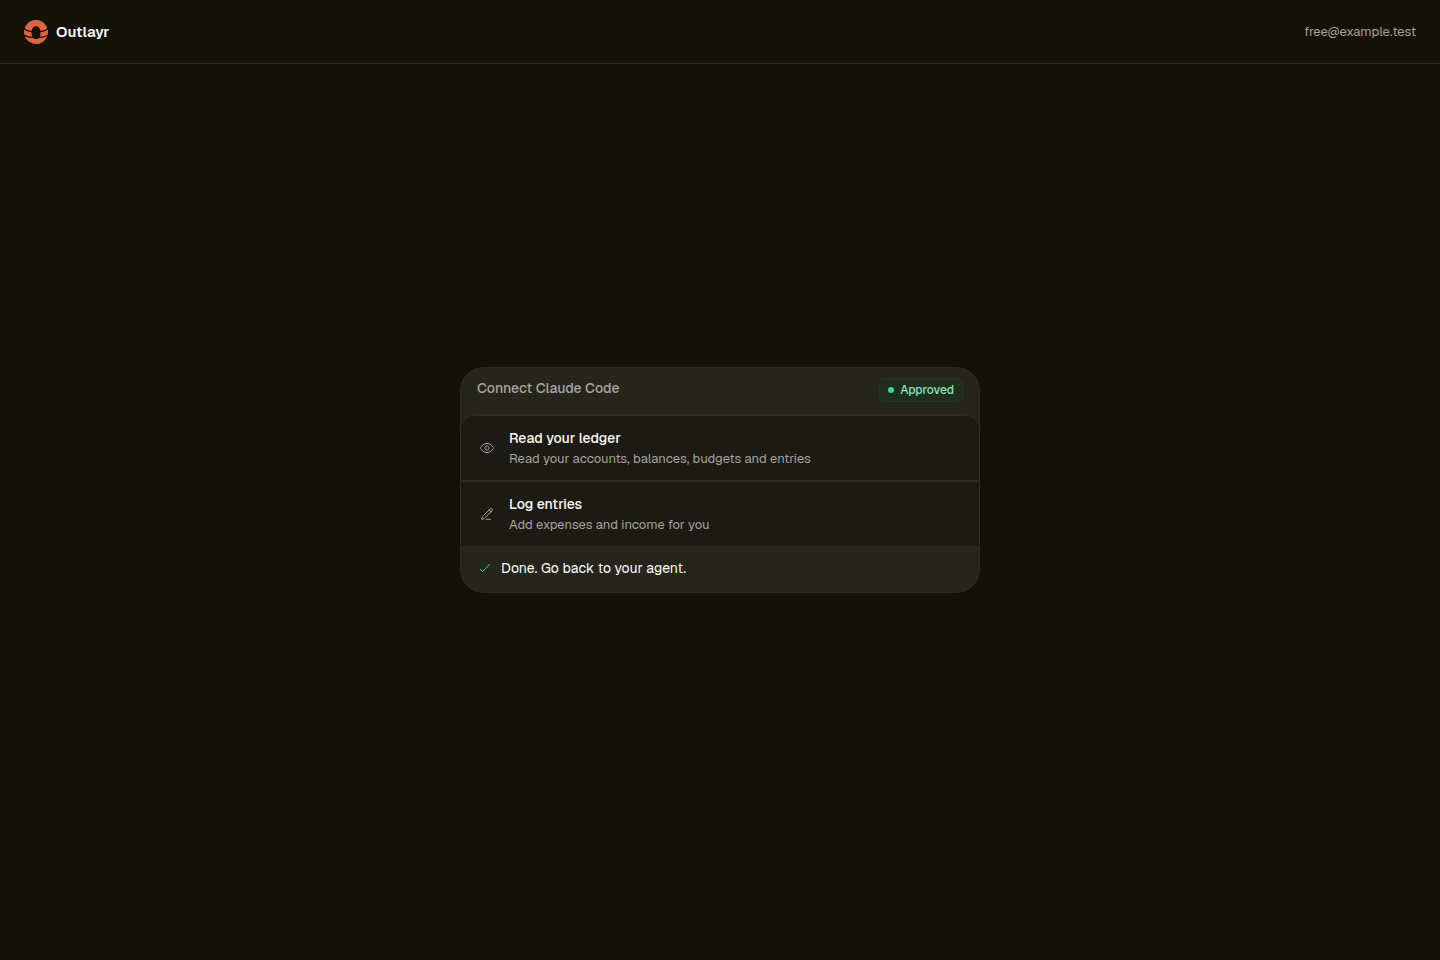 Outlayr
free@example.test
Connect Claude Code
Approved
Read your ledger
Read your accounts, balances, budgets and entries
Log entries
Add expenses and income for you
Done. Go back to your agent.